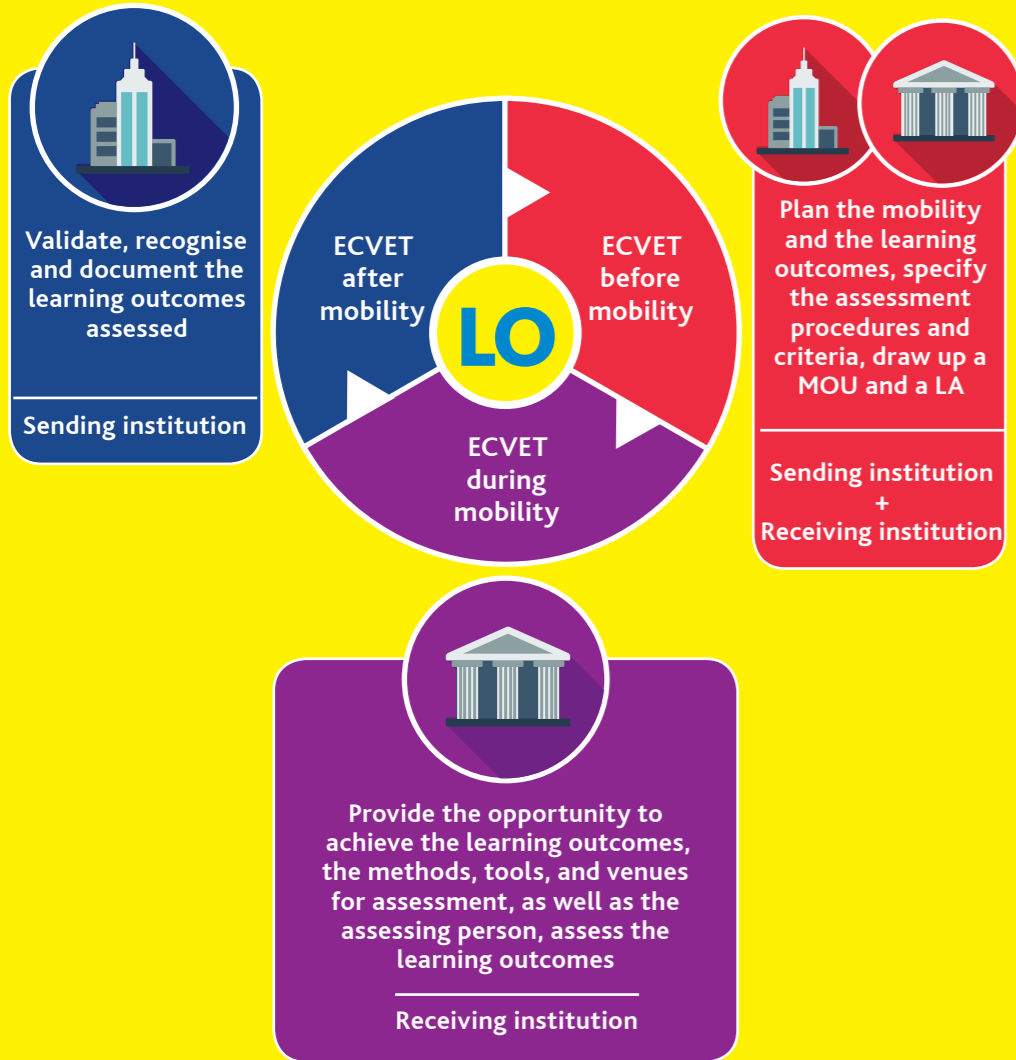 Validate, recognise
and document the
learning outcomes
assessed
Sending institution
ECVET
after
mobility
ECVET
before
mobility
LO
ECVET
during
mobility
Plan the mobility
and the learning
outcomes, specify
the assessment
procedures and
criteria, draw up a
MOU and a LA
Sending institution
+
Receiving institution
Provide the opportunity to
achieve the learning outcomes,
the methods, tools, and venues
for assessment, as well as the
assessing person, assess the
learning outcomes
Receiving institution